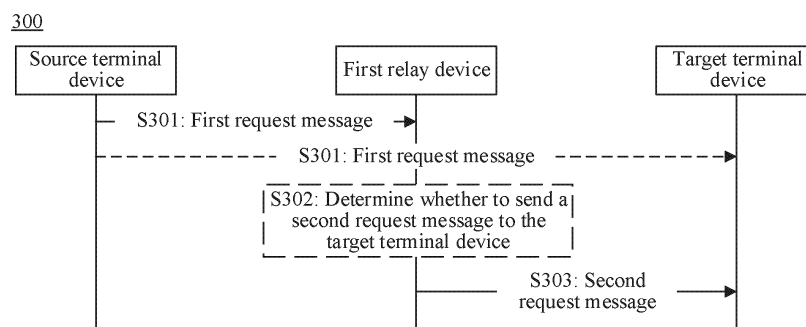 300
Source terminal
device
First relay device
Target terminal
device
S301: First request message
S301: First request message
S302: Determine whether to send a
second request message to the
target terminal device
S303: Second
request message